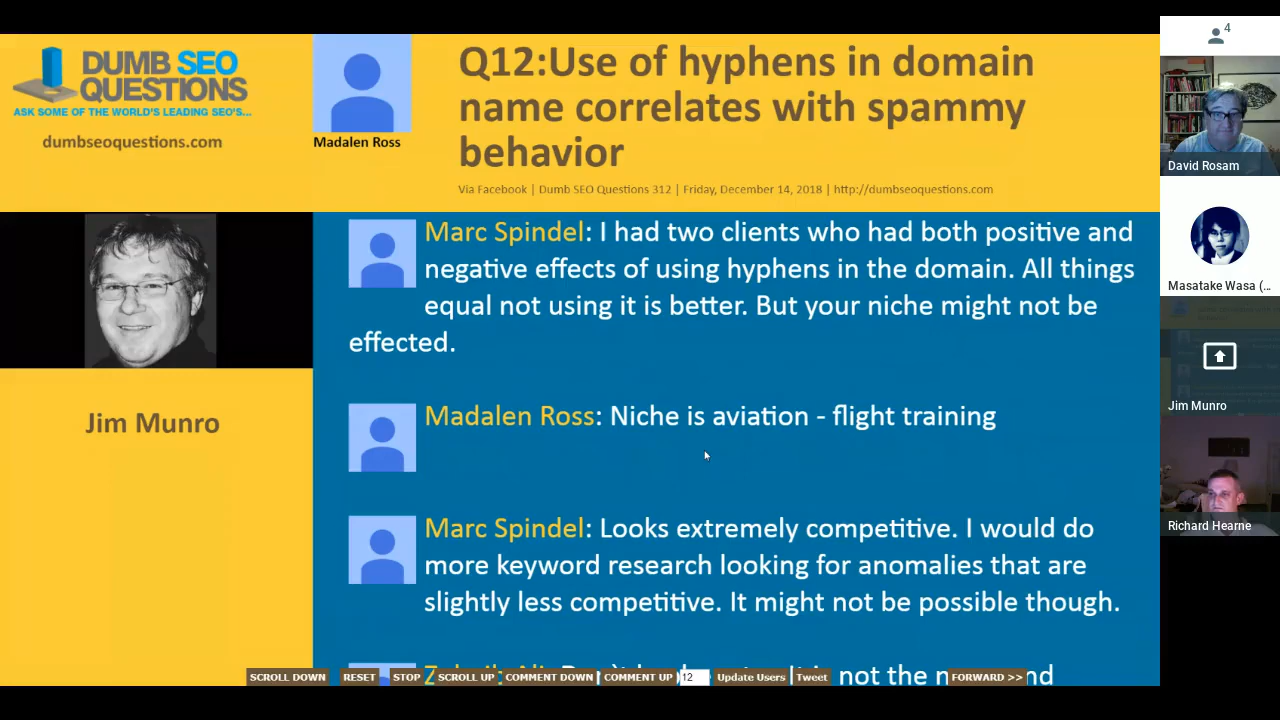 DUMB SEO
QUESTIONS
ASK SOME OF THE WORLD'S LEADING SEO'S...
dumbseoquestions.com
Madalen Ross
Q12:Use of hyphens in domain
name correlates with spammy
behavior
Via Facebook | Dumb SEO Questions 312 | Friday, December 14, 2018 | http://dumbseoquestions.com
Jim Munro
Marc Spindel: I had two clients who had both positive and
negative effects of using hyphens in the domain. All things
equal not using it is better. But your niche might not be
effected.
Madalen Ross: Niche is aviation - flight training
Marc Spindel: Looks extremely competitive. I would do
more keyword research looking for anomalies that are
slightly less competitive. It might not be possible though.
not the
SCROLL DOWN RESET STOP SCROLL UP COMMENT DOWN COMMENT UP 12 Update Users Tweet FORWARD >>
4
David Rosam
Masatake Wasa (...
Jim Munro
Richard Hearne